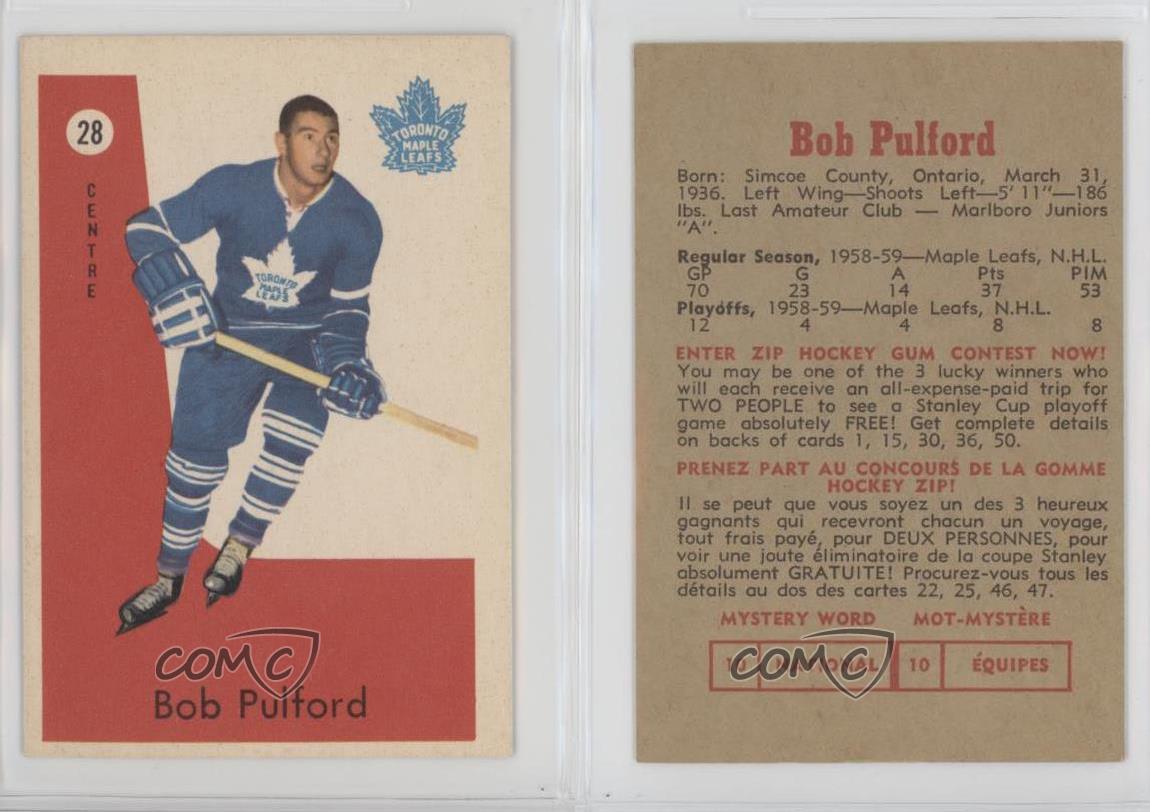 28
CENTRE
TORONTO
MAPLE
LEAFS
TORONTO
MAPLE
LEAFS
COMC
Bob Pulford
Bob Pulford
Born: Simcoe County, Ontario, March 31,
1936. Left Wing—Shoots Left—5' 11"—186
lbs. Last Amateur Club — Marlboro Juniors
"A".
Regular Season, 1958-59—Maple Leafs, N.H.L.
GP G A Pts PIM
70 23 14 37 53
Playoffs, 1958-59—Maple Leafs, N.H.L.
12 4 4 8 8
ENTER ZIP HOCKEY GUM CONTEST NOW!
You may be one of the 3 lucky winners who
will each receive an all-expense-paid trip for
TWO PEOPLE to see a Stanley Cup playoff
game absolutely FREE! Get complete details
on backs of cards 1, 15, 30, 36, 50.
PRENEZ PART AU CONCOURS DE LA GOMME
HOCKEY ZIP!
Il se peut que vous soyez un des 3 heureux
gagnants qui recevront chacun un voyage,
tout frais payé, pour DEUX PERSONNES, pour
voir une joute éliminatoire de la coupe Stanley
absolument GRATUITE! Procurez-vous tous les
détails au dos des cartes 22, 25, 46, 47.
MYSTERY WORD MOT-MYSTÈRE
10 NATIONAL 10 ÉQUIPES
COMC